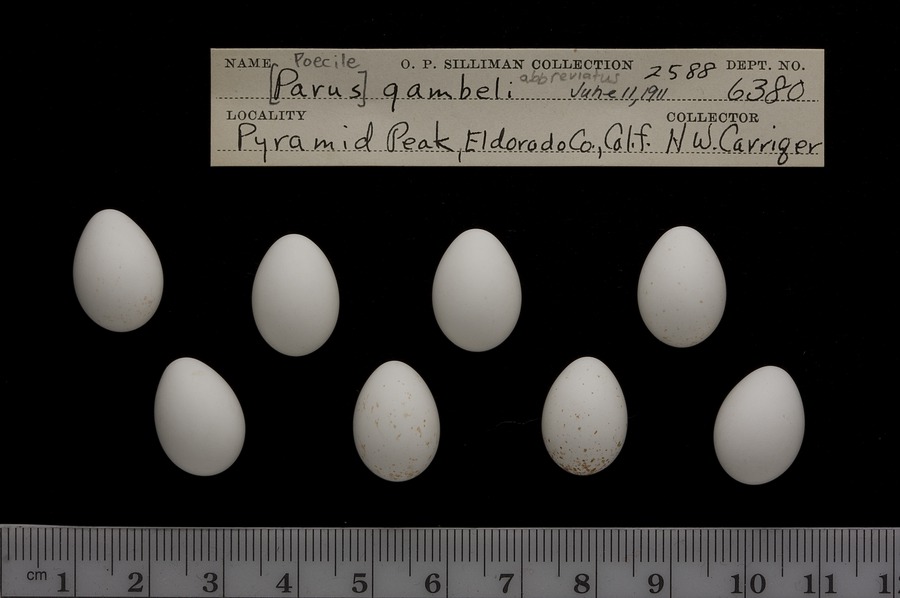 NAME Poecile O. P. SILLIMAN COLLECTION 2588 DEPT. NO.
[Parus] gambeli abbreviatus June 11, 1911 6380
LOCALITY COLLECTOR
Pyramid Peak, Eldorado Co., Calif. N W. Carriger
cm 1 2 3 4 5 6 7 8 9 10 11 1